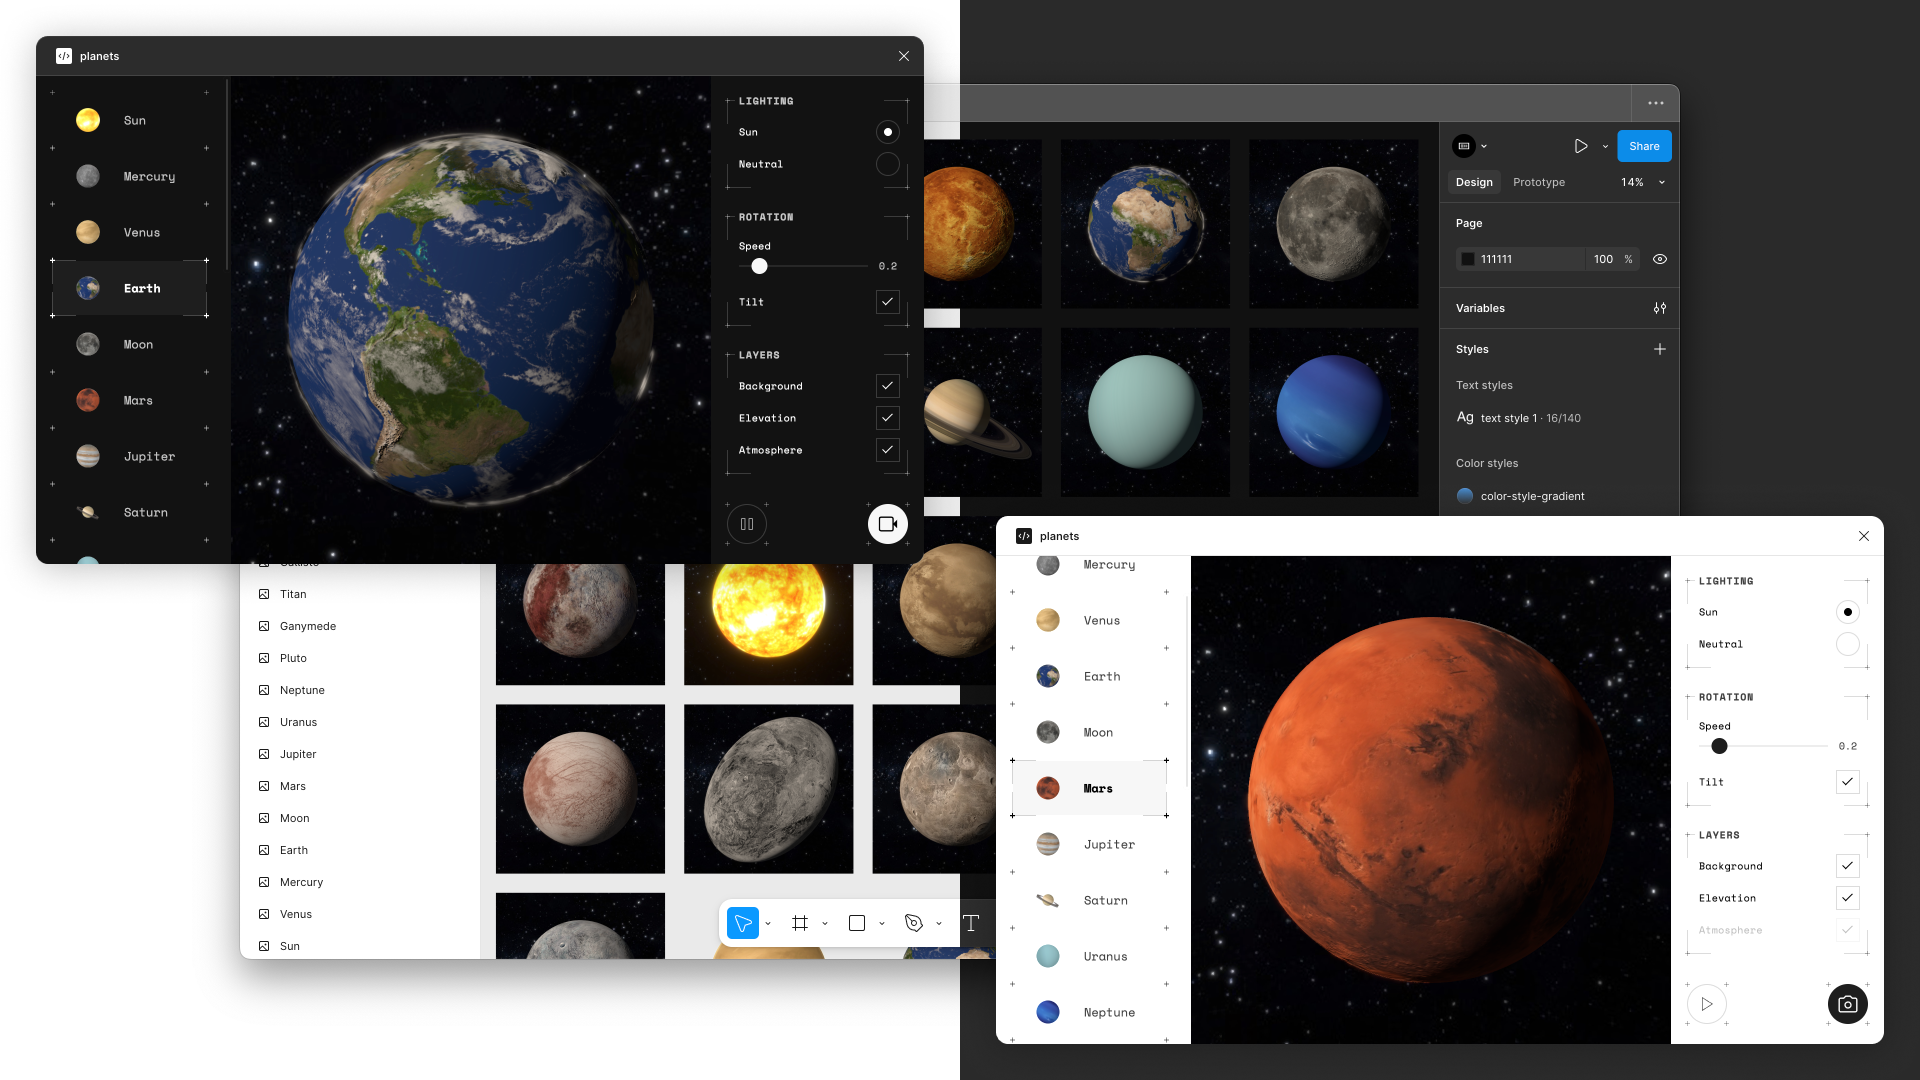 planets
Sun
Mercury
Venus
Earth
Moon
Mars
Jupiter
Saturn
LIGHTING
Sun
Neutral
ROTATION
Speed
0.2
Tilt
LAYERS
Background
Elevation
Atmosphere
Share
Design
Prototype
14%
Page
111111
100
%
Variables
Styles
Text styles
Ag text style 1 · 16/140
Color styles
color-style-gradient
Callisto
Titan
Ganymede
Pluto
Neptune
Uranus
Jupiter
Mars
Moon
Earth
Mercury
Venus
Sun
planets
Mercury
Venus
Earth
Moon
Mars
Jupiter
Saturn
Uranus
Neptune
LIGHTING
Sun
Neutral
ROTATION
Speed
0.2
Tilt
LAYERS
Background
Elevation
Atmosphere